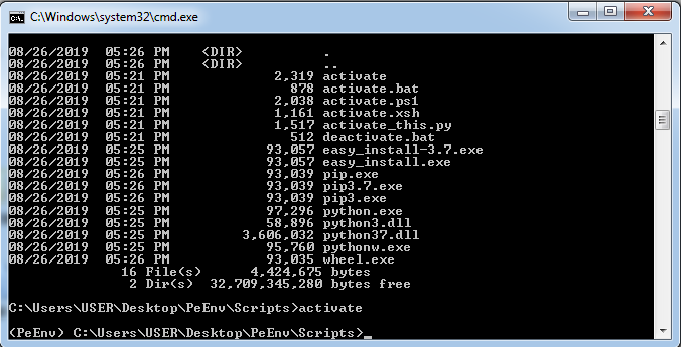 C:\Windows\system32\cmd.exe
08/26/2019  05:26 PM    <DIR>          .
08/26/2019  05:26 PM    <DIR>          ..
08/26/2019  05:21 PM             2,319 activate
08/26/2019  05:21 PM               878 activate.bat
08/26/2019  05:21 PM             2,038 activate.ps1
08/26/2019  05:21 PM             1,161 activate.xsh
08/26/2019  05:21 PM             1,517 activate_this.py
08/26/2019  05:21 PM               512 deactivate.bat
08/26/2019  05:25 PM            93,057 easy_install-3.7.exe
08/26/2019  05:25 PM            93,057 easy_install.exe
08/26/2019  05:26 PM            93,039 pip.exe
08/26/2019  05:26 PM            93,039 pip3.7.exe
08/26/2019  05:26 PM            93,039 pip3.exe
08/26/2019  05:25 PM            97,296 python.exe
08/26/2019  05:25 PM            58,896 python3.dll
08/26/2019  05:25 PM         3,606,032 python37.dll
08/26/2019  05:25 PM            95,760 pythonw.exe
08/26/2019  05:26 PM            93,035 wheel.exe
              16 File(s)      4,424,675 bytes
               2 Dir(s)  32,709,345,280 bytes free
C:\Users\USER\Desktop\PeEnv\Scripts>activate
(PeEnv) C:\Users\USER\Desktop\PeEnv\Scripts>_